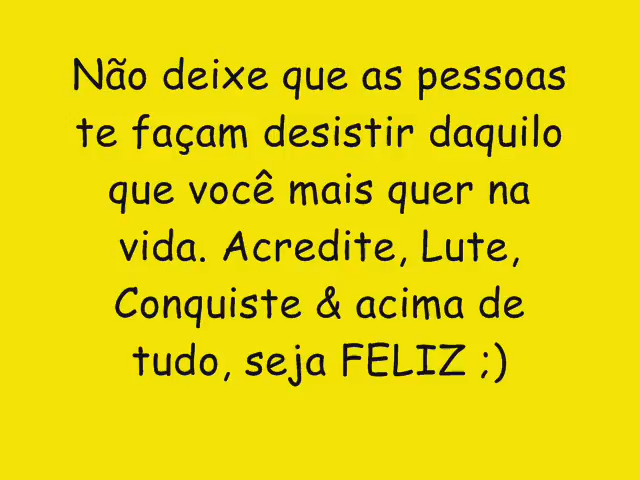 Não deixe que as pessoas
te façam desistir daquilo
que você mais quer na
vida. Acredite, Lute,
Conquiste & acima de
tudo, seja FELIZ ;)